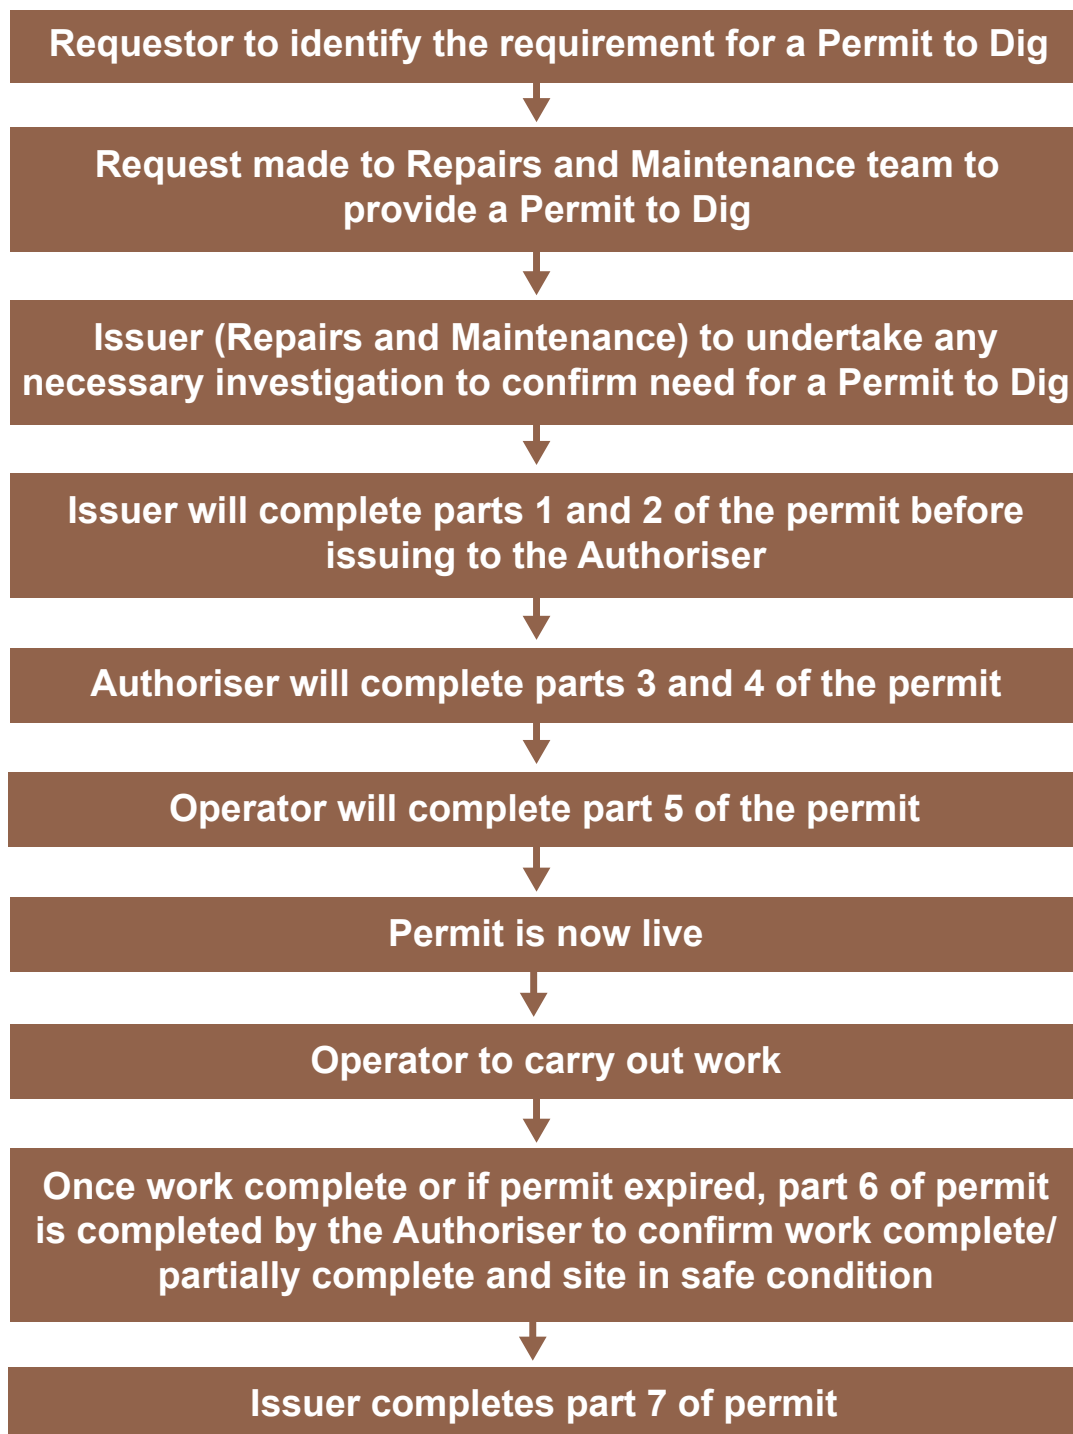 Requestor to identify the requirement for a Permit to Dig
Request made to Repairs and Maintenance team to
provide a Permit to Dig
Issuer (Repairs and Maintenance) to undertake any
necessary investigation to confirm need for a Permit to Dig
Issuer will complete parts 1 and 2 of the permit before
issuing to the Authoriser
Authoriser will complete parts 3 and 4 of the permit
Operator will complete part 5 of the permit
Permit is now live
Operator to carry out work
Once work complete or if permit expired, part 6 of permit
is completed by the Authoriser to confirm work complete/
partially complete and site in safe condition
Issuer completes part 7 of permit